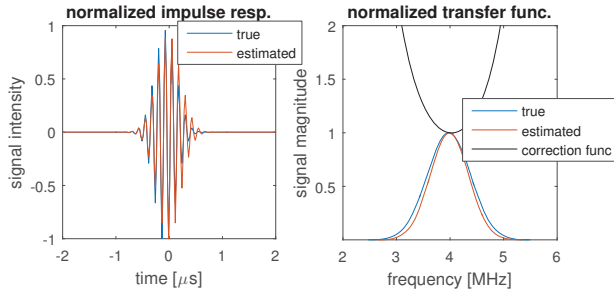 normalized impulse resp.
true
estimated
signal intensity
1
0.5
0
-0.5
-1
-2
-1
0
1
2
time [μs]
normalized transfer func.
true
estimated
correction func
signal magnitude
2
1.5
1
0.5
2
3
4
5
6
frequency [MHz]